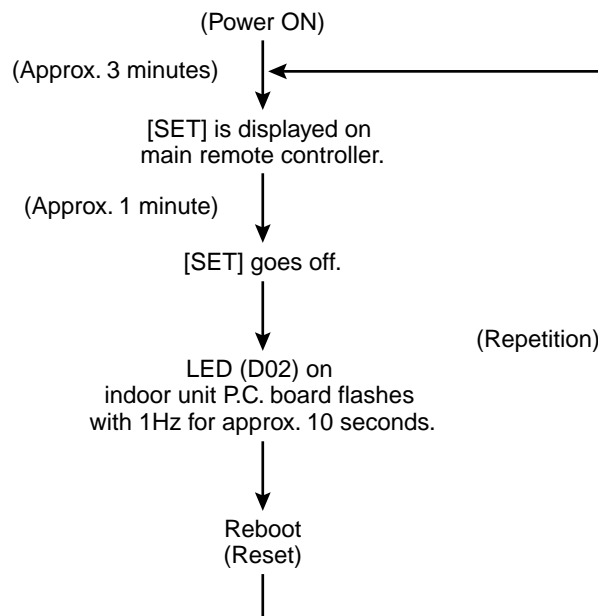 (Power ON)
(Approx. 3 minutes)
[SET] is displayed on
main remote controller.
(Approx. 1 minute)
[SET] goes off.
(Repetition)
LED (D02) on
indoor unit P.C. board flashes
with 1Hz for approx. 10 seconds.
Reboot
(Reset)